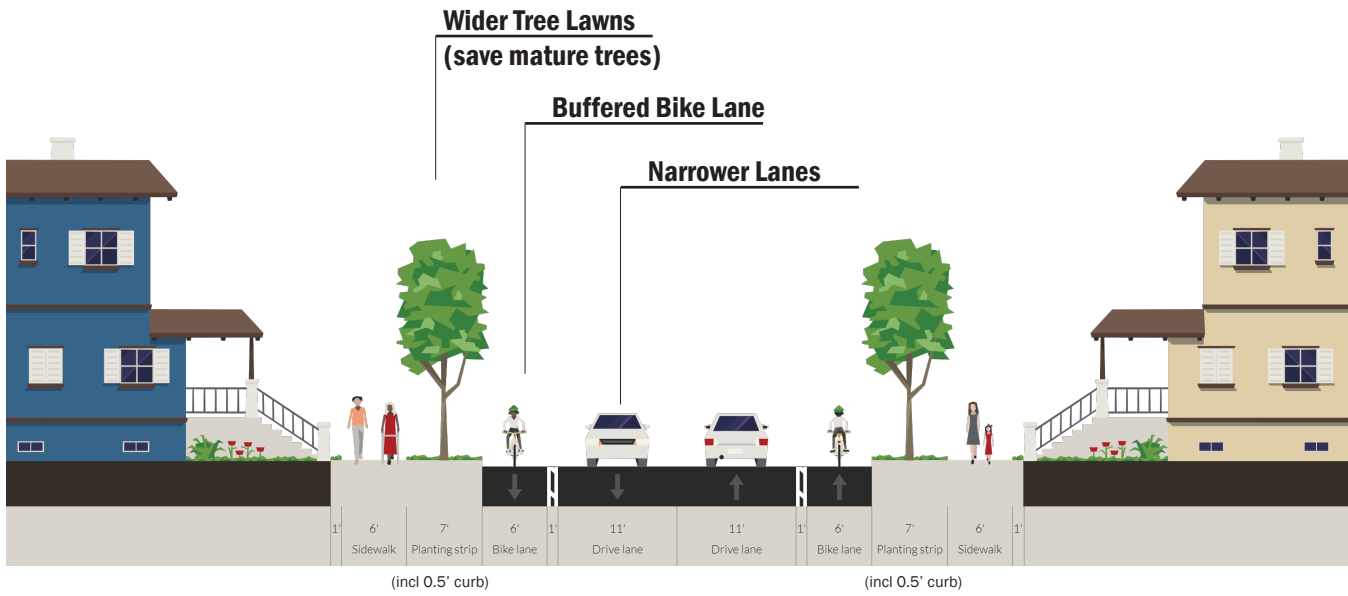 Wider Tree Lawns
(save mature trees)
Buffered Bike Lane
Narrower Lanes
1' 6' 7' 6' 1' 11' 11' 1' 6' 7' 6' 1'
Sidewalk Planting strip Bike lane Drive lane Drive lane Bike lane Planting strip Sidewalk
(incl 0.5’ curb) (incl 0.5’ curb)